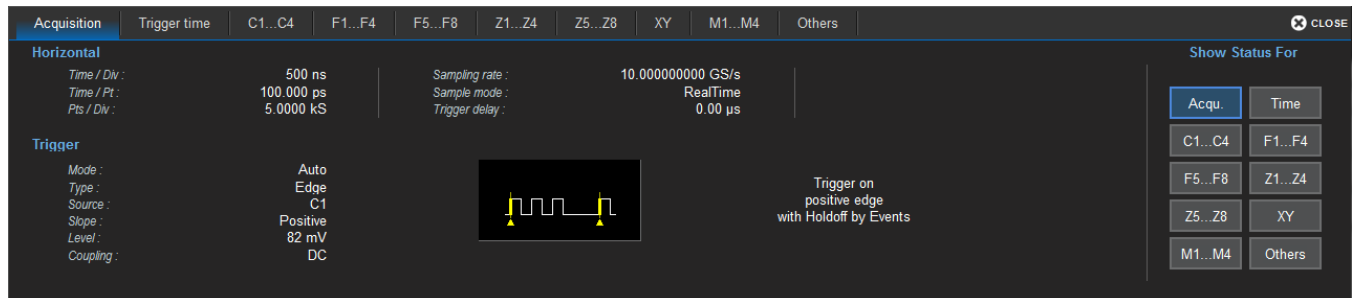 Acquisition Trigger time C1...C4 F1...F4 F5...F8 Z1...Z4 Z5...Z8 XY M1...M4 Others CLOSE
Horizontal
Time / Div : 500 ns Sampling rate : 10.000000000 GS/s
Time / Pt : 100.000 ps Sample mode : RealTime
Pts / Div : 5.0000 kS Trigger delay : 0.00 µs
Trigger
Mode : Auto
Type : Edge
Source : C1
Slope : Positive
Level : 82 mV
Coupling : DC
Trigger on
positive edge
with Holdoff by Events
Show Status For
Acqu. Time
C1...C4 F1...F4
F5...F8 Z1...Z4
Z5...Z8 XY
M1...M4 Others